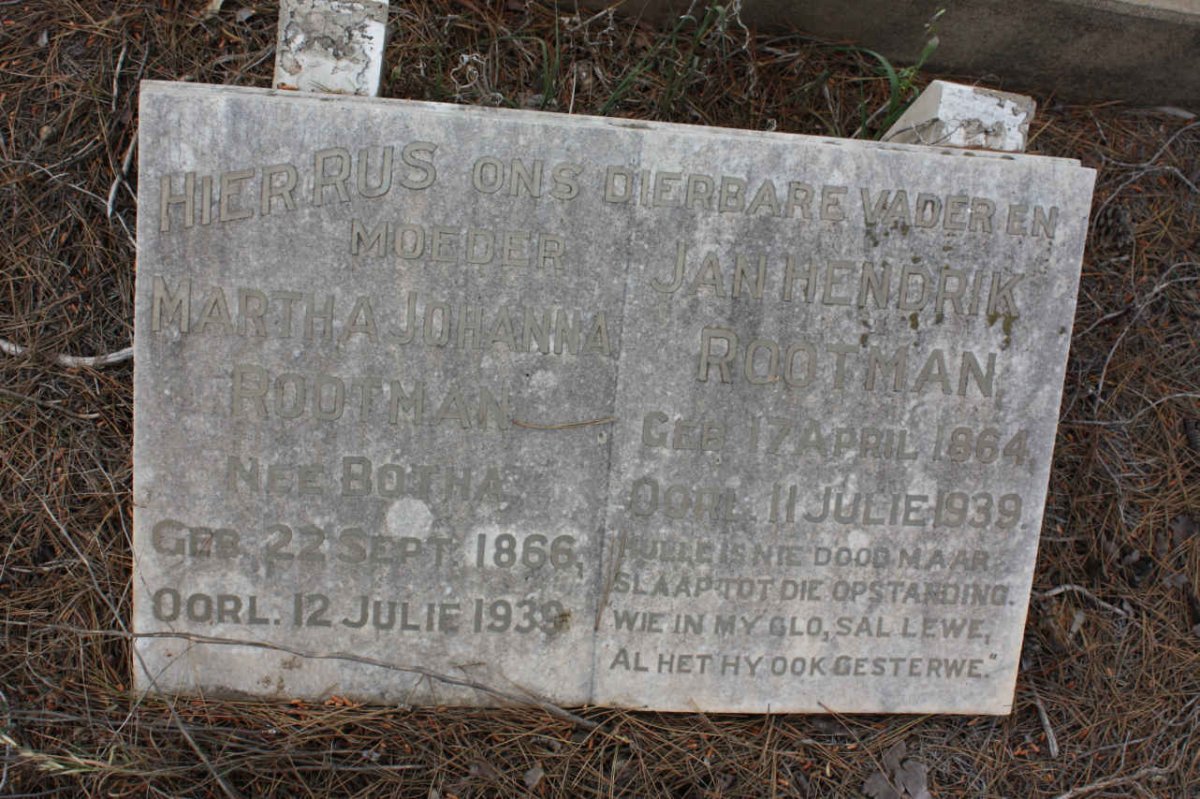 HIER RUS ONS DIERBARE VADER EN
MOEDER
MARTHA JOHANNA
ROOTMAN
NEE BOTHA,
GEB. 22 SEPT. 1866,
OORL. 12 JULIE 1939
JAN HENDRIK
ROOTMAN
GEB. 17 APRIL 1864,
OORL. 11 JULIE 1939.
HULLE IS NIE DOOD MAAR
SLAAP TOT DIE OPSTANDING.
"WIE IN MY GLO, SAL LEWE,
AL HET HY OOK GESTERWE."